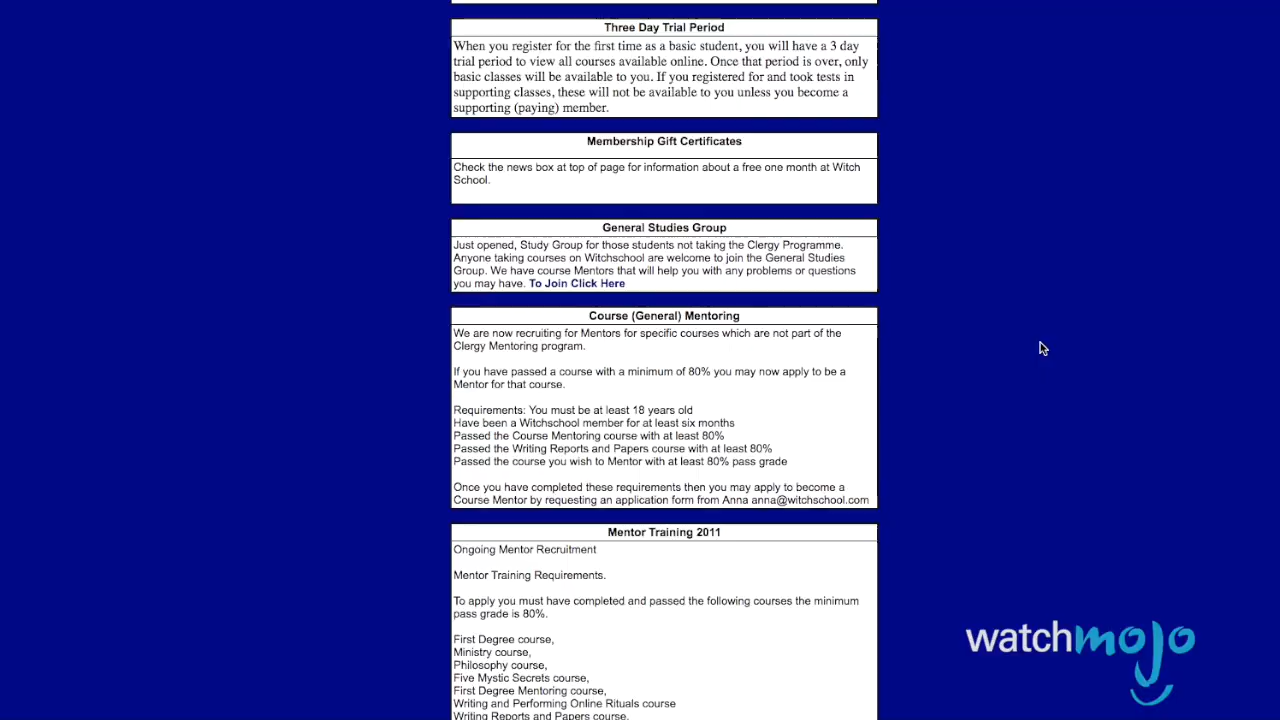 Three Day Trial Period
When you register for the first time as a basic student, you will have a 3 day
trial period to view all courses available online. Once that period is over, only
basic classes will be available to you. If you registered for and took tests in
supporting classes, these will not be available to you unless you become a
supporting (paying) member.
Membership Gift Certificates
Check the news box at top of page for information about a free one month at Witch
School.
General Studies Group
Just opened, Study Group for those students not taking the Clergy Programme.
Anyone taking courses on Witchschool are welcome to join the General Studies
Group. We have course Mentors that will help you with any problems or questions
you may have. To Join Click Here
Course (General) Mentoring
We are now recruiting for Mentors for specific courses which are not part of the
Clergy Mentoring program.
If you have passed a course with a minimum of 80% you may now apply to be a
Mentor for that course.
Requirements: You must be at least 18 years old
Have been a Witchschool member for at least six months
Passed the Course Mentoring course with at least 80%
Passed the Writing Reports and Papers course with at least 80%
Passed the course you wish to Mentor with at least 80% pass grade
Once you have completed these requirements then you may apply to become a
Course Mentor by requesting an application form from Anna anna@witchschool.com
Mentor Training 2011
Ongoing Mentor Recruitment
Mentor Training Requirements.
To apply you must have completed and passed the following courses the minimum
pass grade is 80%.
First Degree course,
Ministry course,
Philosophy course,
Five Mystic Secrets course,
First Degree Mentoring course,
Writing and Performing Online Rituals course
Writing Reports and Papers course.
watchmojo